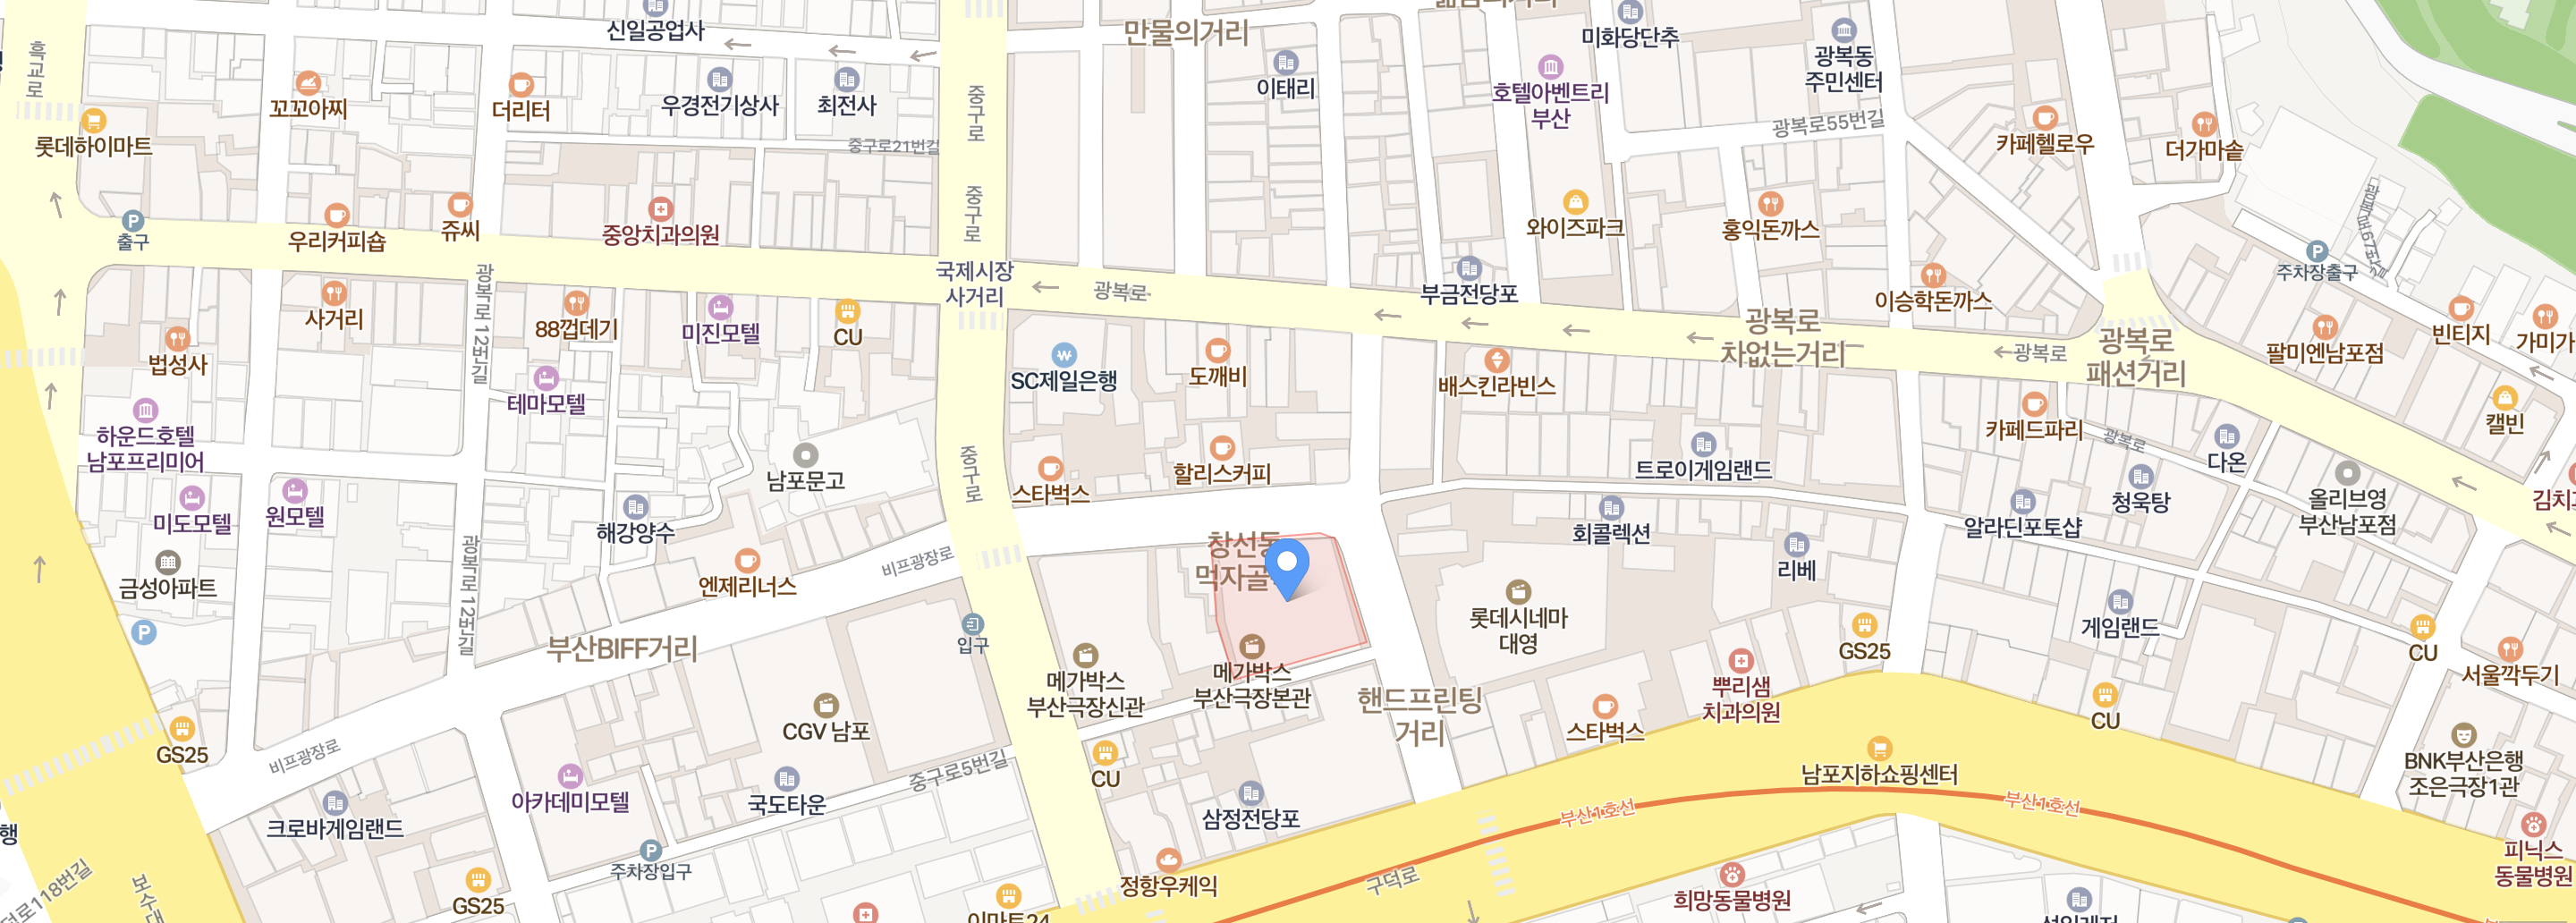 흑교로
신일공업사
만물의거리
미화당단추
광복동
주민센터
꼬꼬아찌
더리터
우경전기상사
최전사
중구로
이태리
호텔아벤트리
부산
광복로55번길
카페헬로우
더가마솥
롯데하이마트
중구로21번길
P
출구
우리커피숍
쥬씨
중앙치과의원
중구로
와이즈파크
홍익돈까스
광복로67번길
P
주차장출구
국제시장
사거리
광복로
부금전당포
이승학돈까스
사거리
광복로 12번길
88껍데기
미진모텔
CU
광복로
차없는거리
광복로
광복로
패션거리
팔미엔남포점
빈티지
가미가
법성사
SC제일은행
도깨비
배스킨라빈스
테마모텔
카페드파리
광복로
캘빈
하운드호텔
남포프리미어
남포문고
중구로
스타벅스
할리스커피
트로이게임랜드
다온
청욱탕
올리브영
부산남포점
미도모텔
원모텔
해강양수
회콜렉션
알라딘포토샵
금성아파트
광복로 12번길
엔제리너스
비프광장로
창선동
먹자골
리베
롯데시네마
대영
게임랜드
P
부산BIFF거리
입구
메가박스
부산극장신관
메가박스
부산극장본관
핸드프린팅
거리
뿌리샘
치과의원
GS25
CU
서울깍두기
GS25
비프광장로
CGV 남포
스타벅스
CU
남포지하쇼핑센터
BNK부산은행
조은극장1관
아카데미모텔
국도타운
중구로5번길
CU
삼정전당포
부산1호선
부산1호선
크로바게임랜드
P
주차장입구
정항우케익
구덕로
희망동물병원
피닉스
동물병원
GS25
이마트24